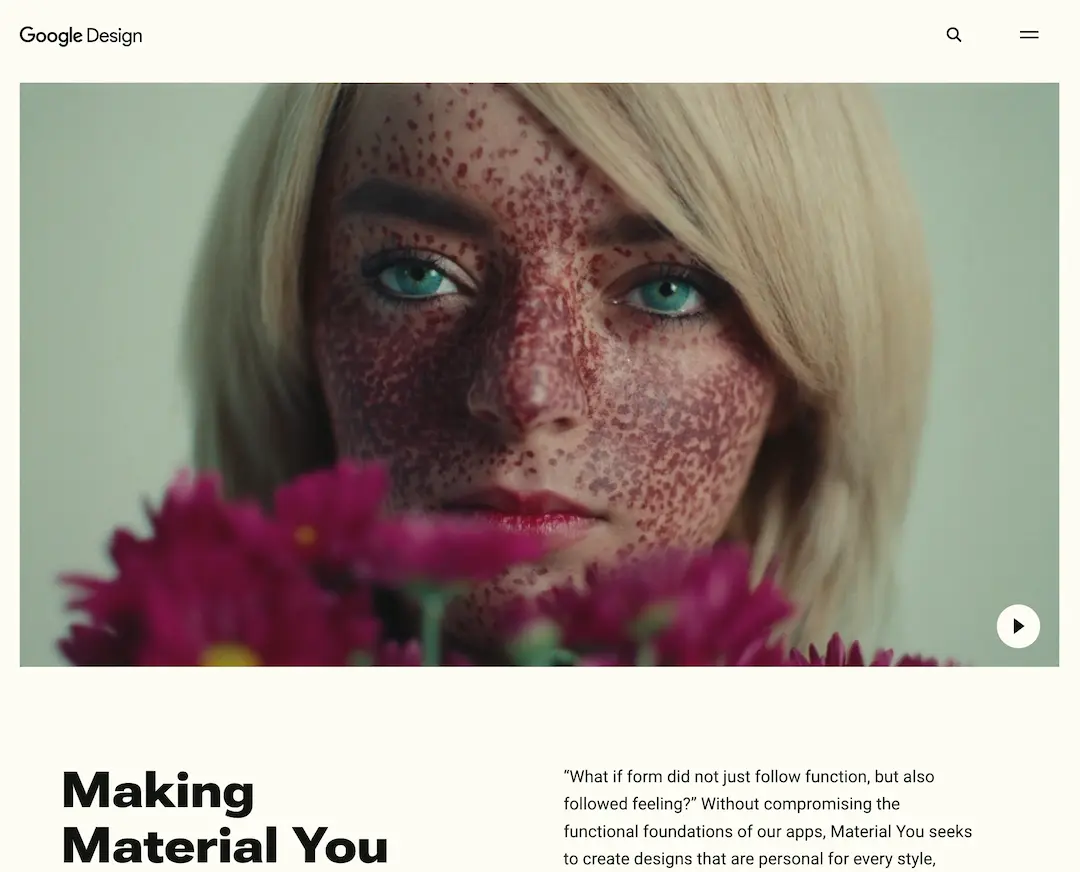 Google Design
Making
Material You
“What if form did not just follow function, but also
followed feeling?” Without compromising the
functional foundations of our apps, Material You seeks
to create designs that are personal for every style,